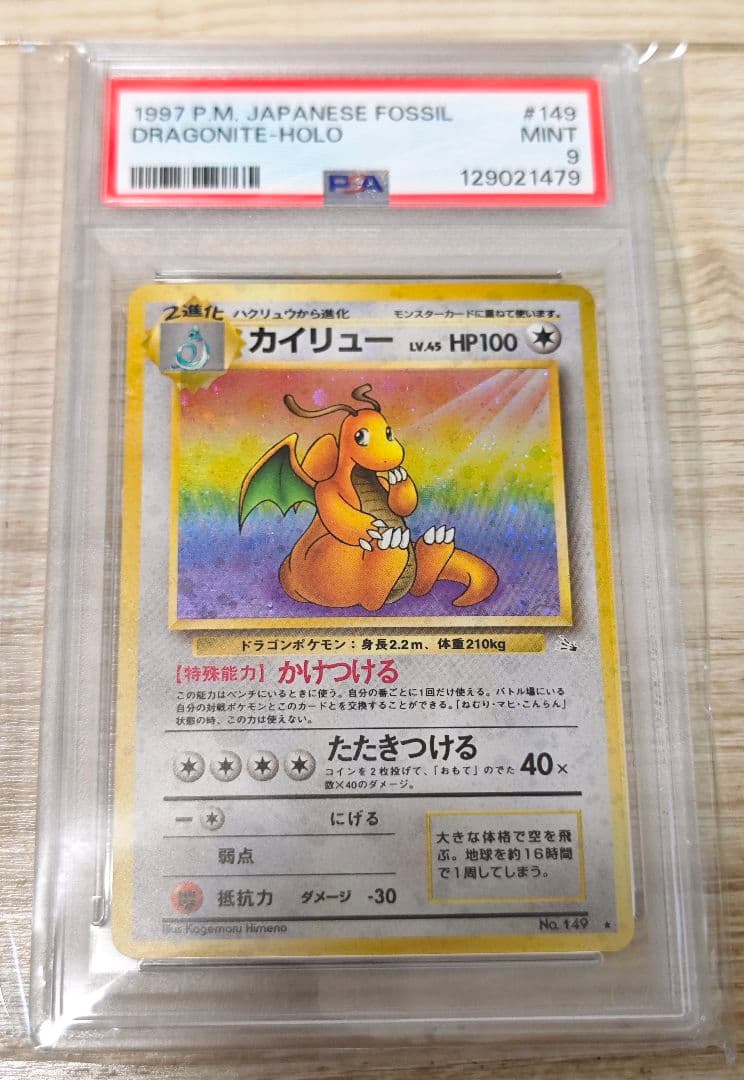 1997 P.M. JAPANESE FOSSIL #149
DRAGONITE-HOLO MINT
9
PSA 129021479
2進化 ハクリュウから進化 モンスターカードに重ねて使います。
カイリュー LV.45 HP100
ドラゴンポケモン:身長2.2m、体重210kg
【特殊能力】かけつける
この能力はベンチにいるときに使う。自分の番ごとに1回だけ使える。バトル場にいる
自分の対戦ポケモンとこのカードとを交換することができる。「ねむり・マヒ・こんらん」
状態の時、この力は使えない。
たたきつける
コインを2枚投げて、「おもて」のでた 40×
数×40のダメージ。
にげる
弱点
抵抗力 ダメージ -30
大きな体格で空を飛
ぶ。地球を約16時間
で1周してしまう。
Illus. Kagemaru Himeno No. 149